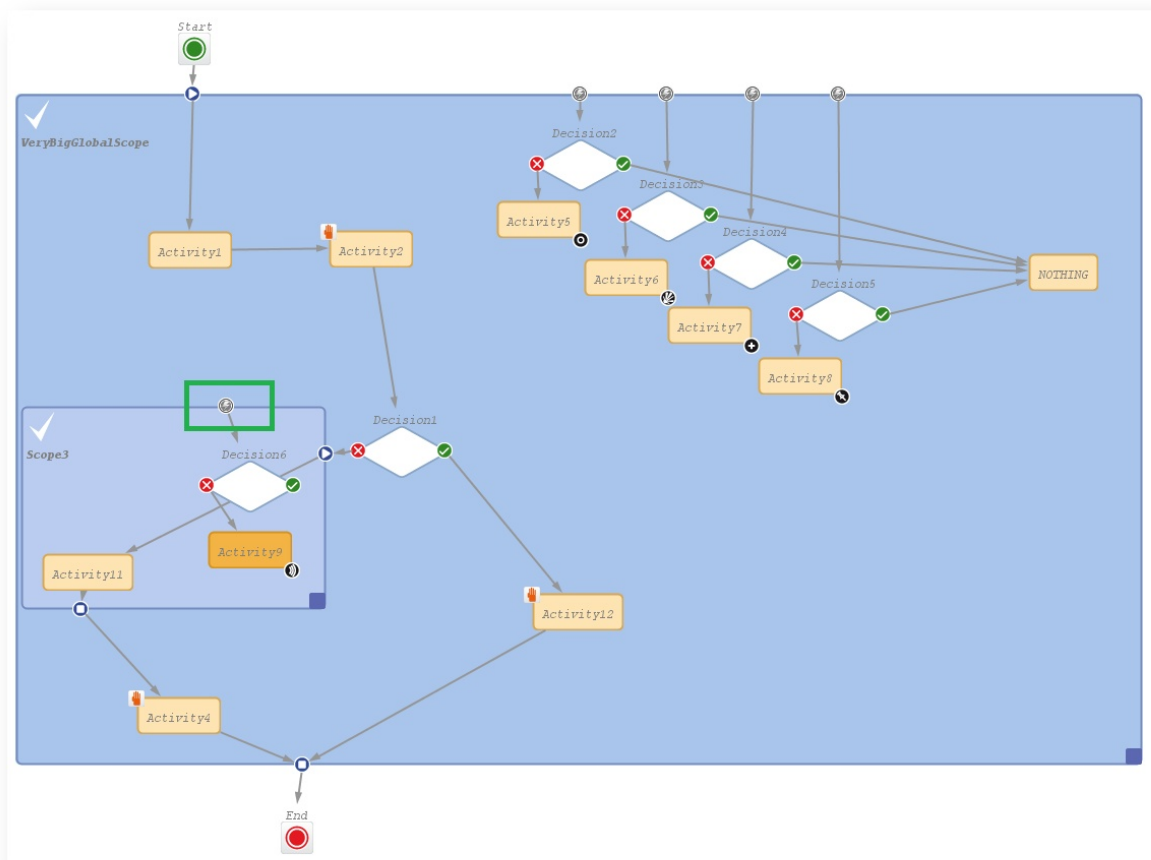 Start
VeryBigGlobalScope
Decision2
Decision3
Activity5
Decision4
Activity1
Activity2
NOTHING
Activity6
Decision5
Activity7
Activity8
Decision1
Scope3
Decision6
Activity9
Activity11
Activity12
Activity4
End